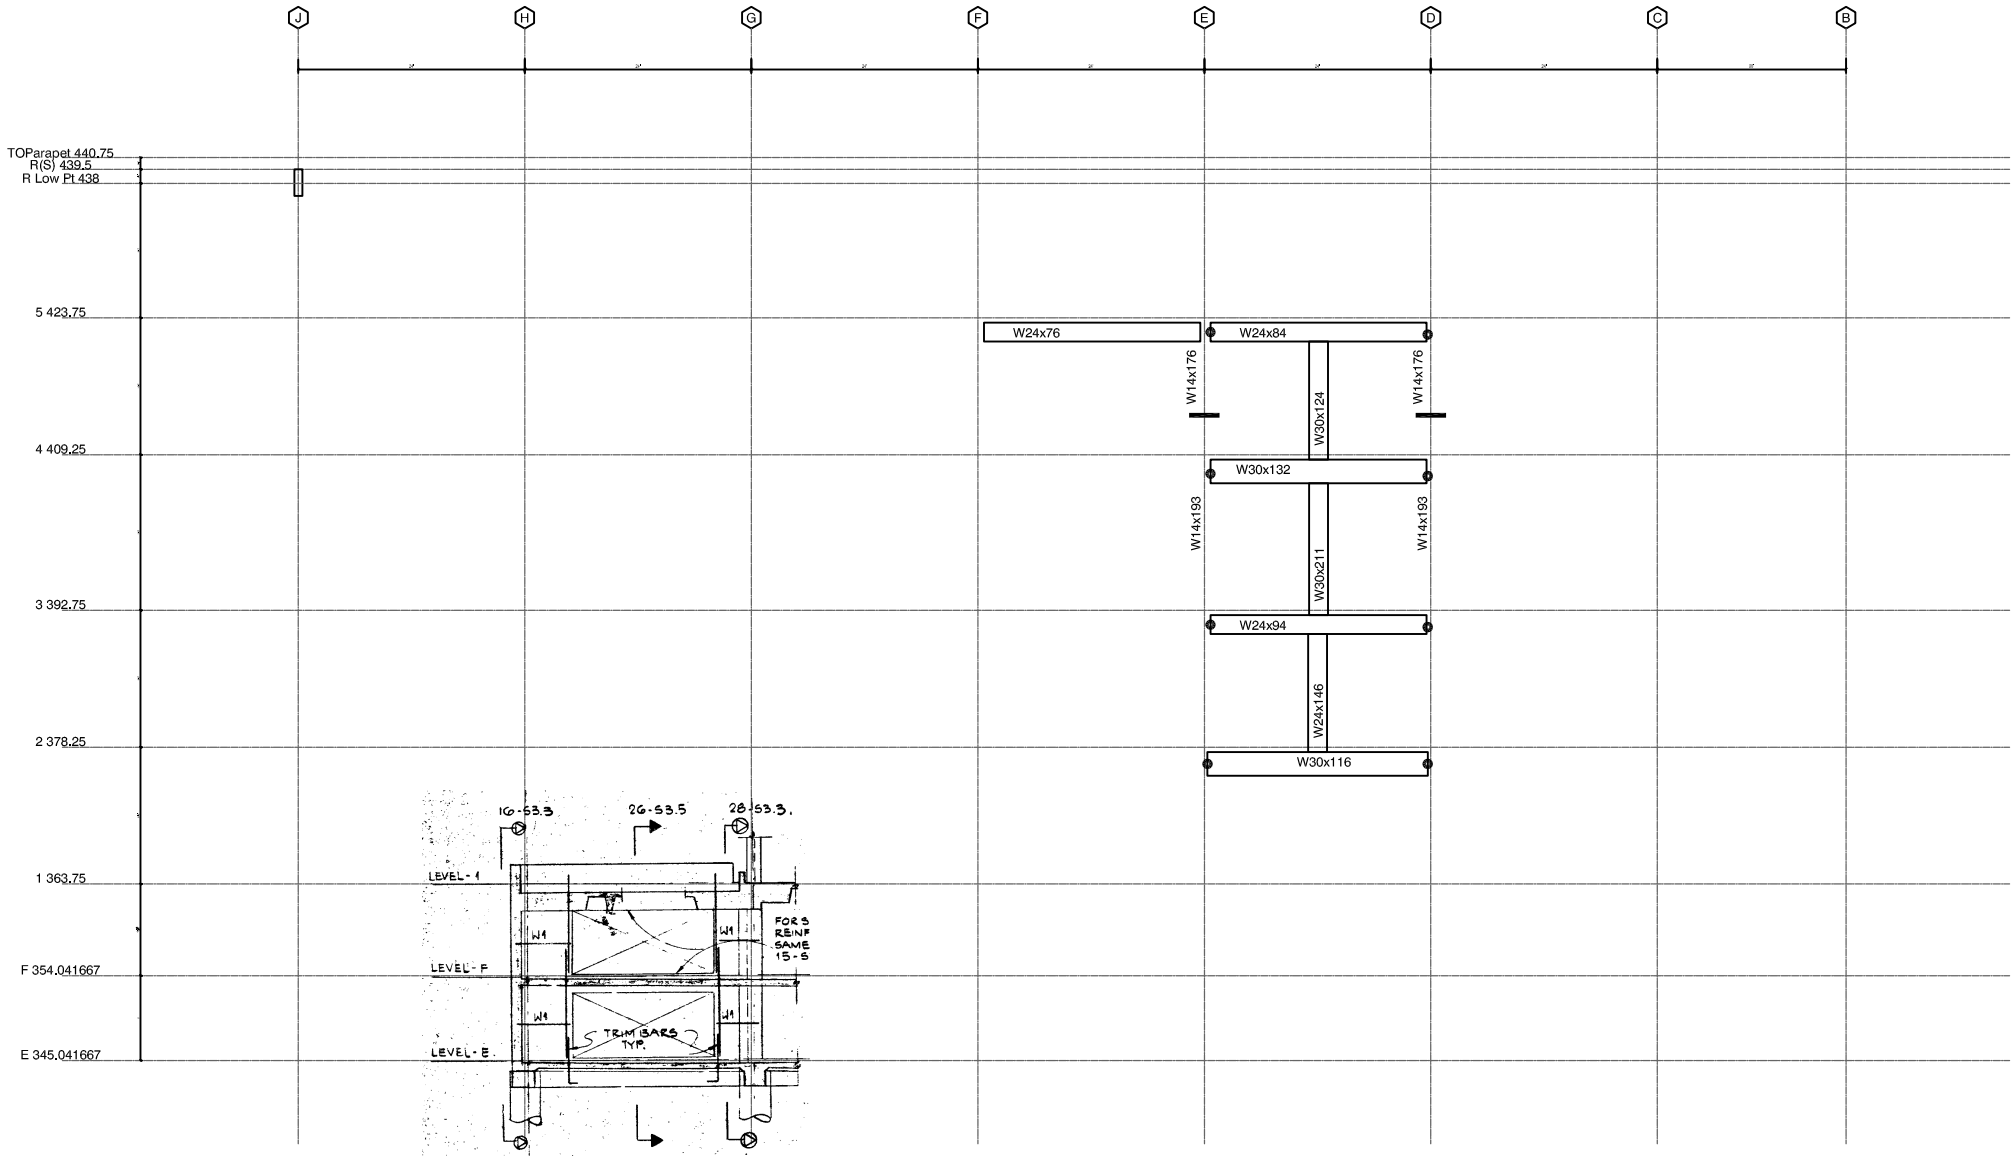 J H G F E D C B
TOParapet 440.75
R(S) 439.5
R Low Pt 438
5 423.75
W24x76
W24x84
W14x176
W14x176
W30x124
4 409.25
W30x132
W14x193
W14x193
W30x211
3 392.75
W24x94
W24x146
2 378.25
W30x116
16-S3.3
26-S3.5
28-S3.3.
1 363.75
LEVEL-1
FOR S
REINF
SAME
15-S
W1
W1
F 354.041667
LEVEL-F
W1
W1
TRIM BARS
TYP.
E 345.041667
LEVEL-E.